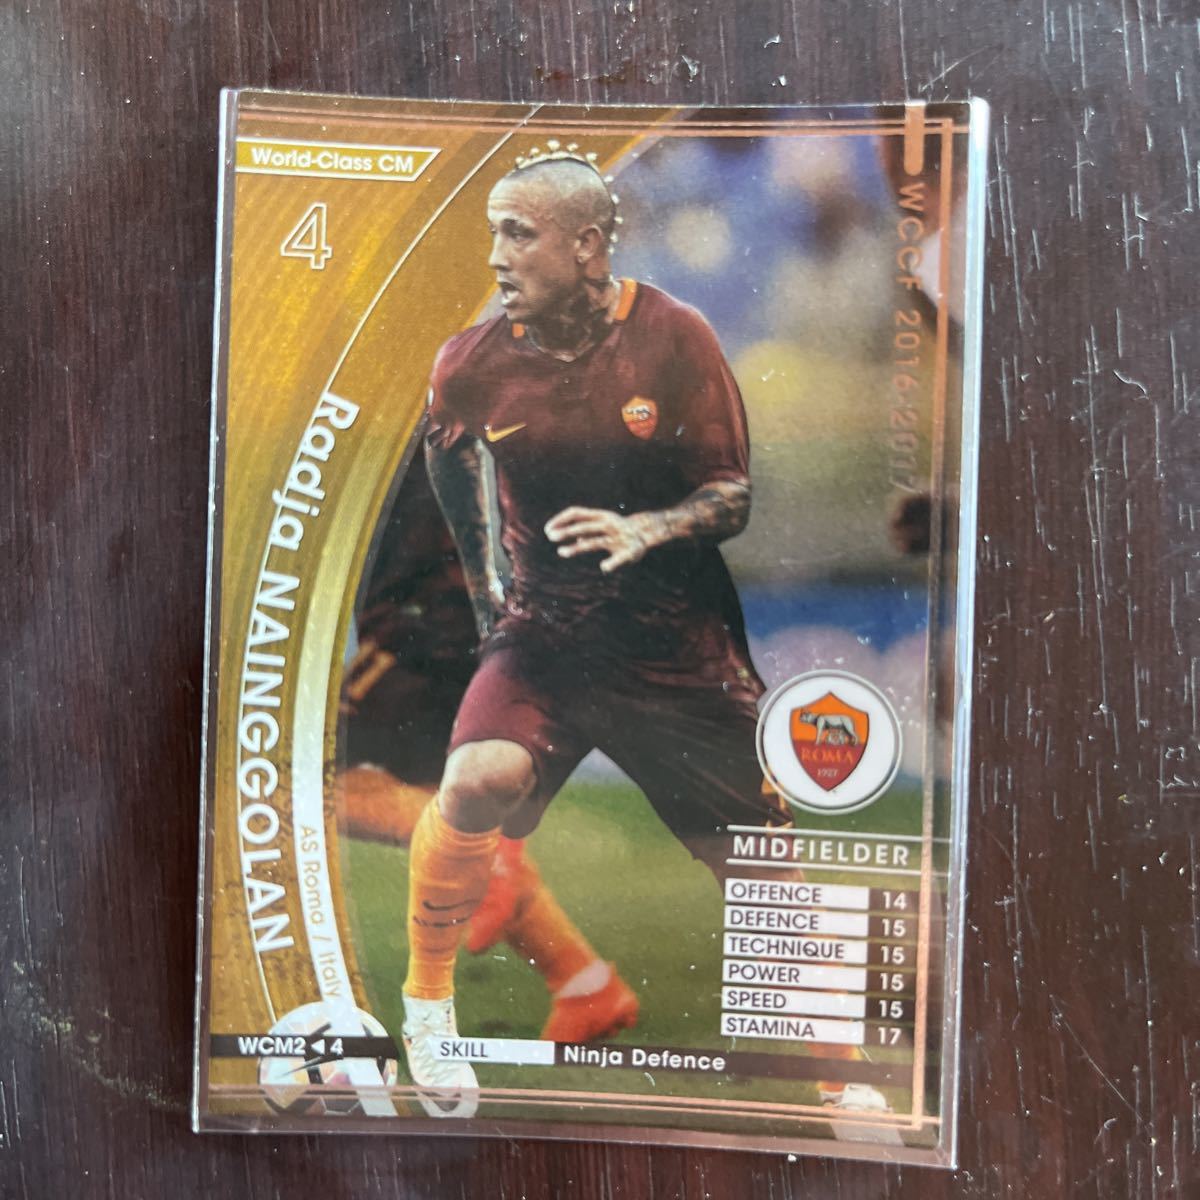 World-Class CM
4
WCCF 2016-2017
Radja NAINGGOLAN
AS Roma / Italy
ROMA
1927
MIDFIELDER
OFFENCE 14
DEFENCE 15
TECHNIQUE 15
POWER 15
SPEED 15
STAMINA 17
WCM2 ◀ 4
SKILL Ninja Defence